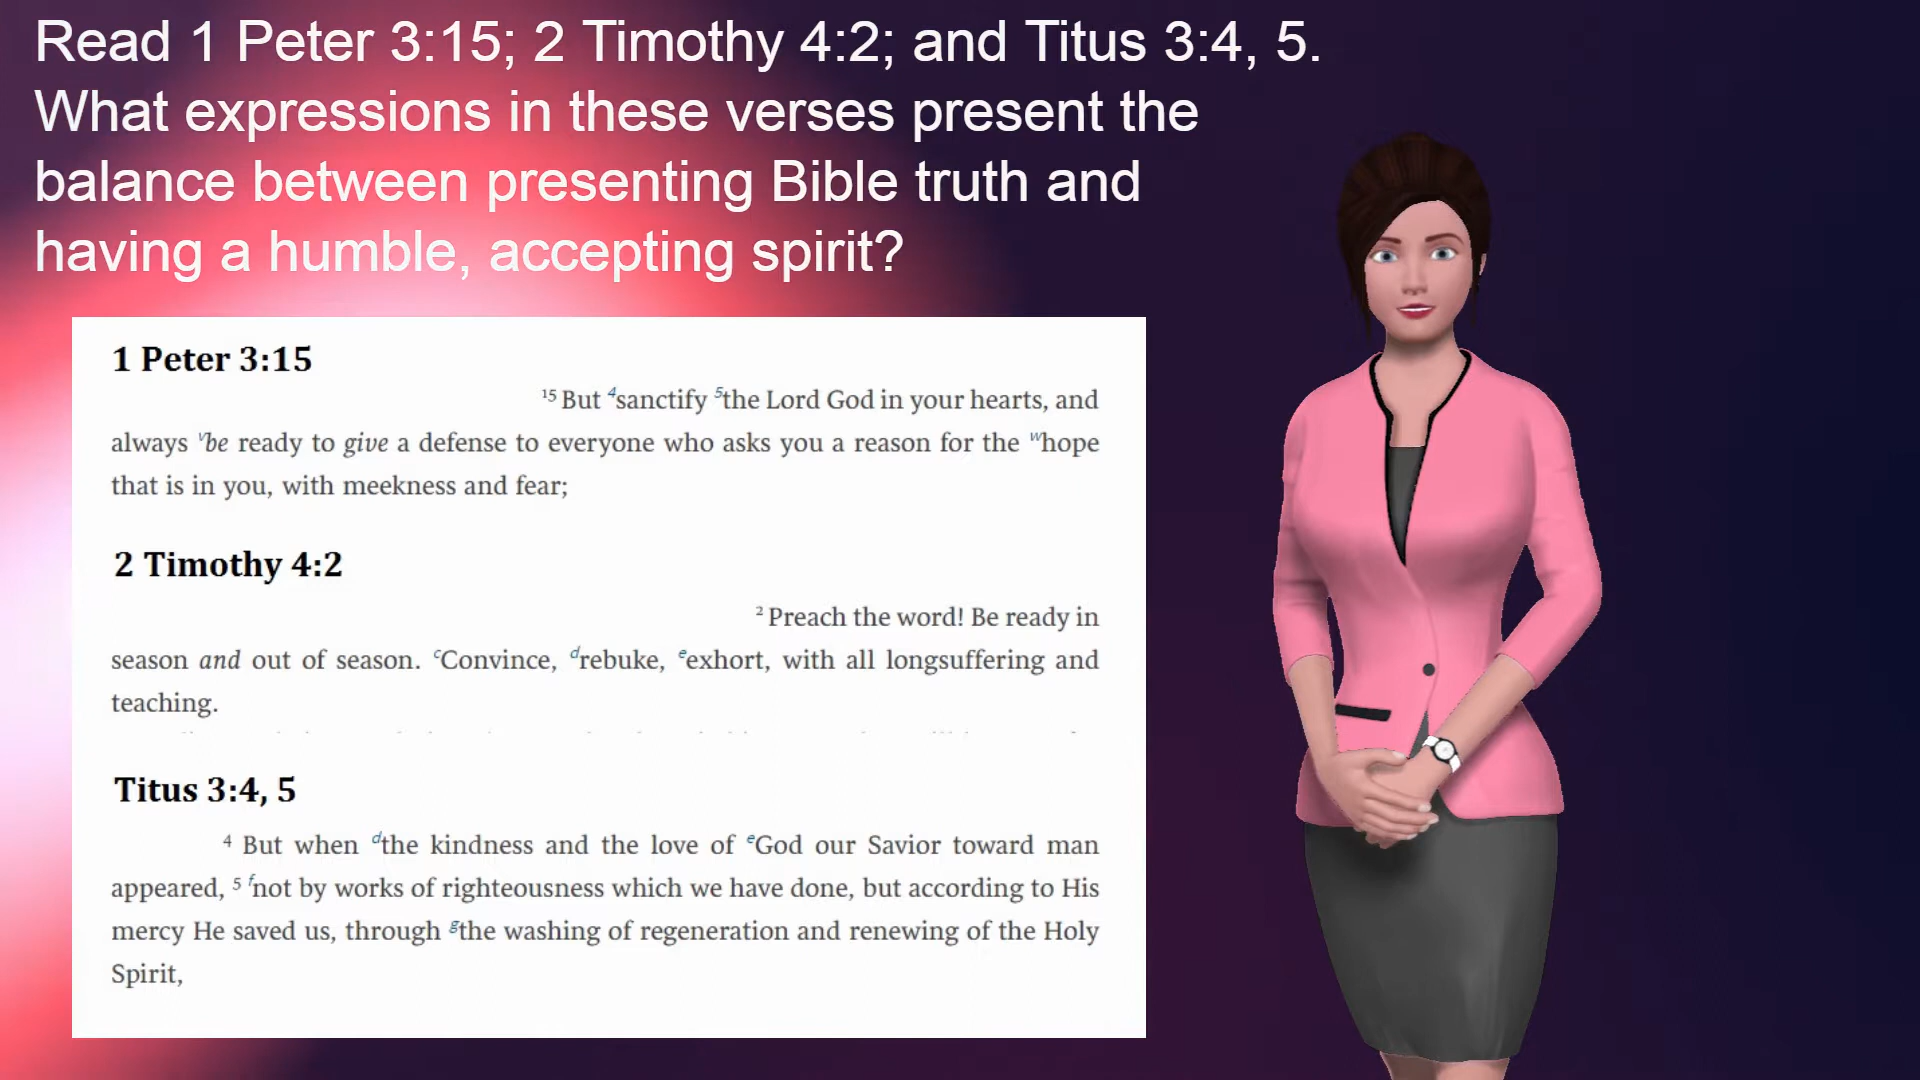 Read 1 Peter 3:15; 2 Timothy 4:2; and Titus 3:4, 5.
What expressions in these verses present the
balance between presenting Bible truth and
having a humble, accepting spirit?
1 Peter 3:15
15 But 4sanctify 5the Lord God in your hearts, and
always vbe ready to give a defense to everyone who asks you a reason for the whope
that is in you, with meekness and fear;
2 Timothy 4:2
2 Preach the word! Be ready in
season and out of season. cConvince, drebuke, eexhort, with all longsuffering and
teaching.
Titus 3:4, 5
4 But when dthe kindness and the love of eGod our Savior toward man
appeared, 5 fnot by works of righteousness which we have done, but according to His
mercy He saved us, through gthe washing of regeneration and renewing of the Holy
Spirit,